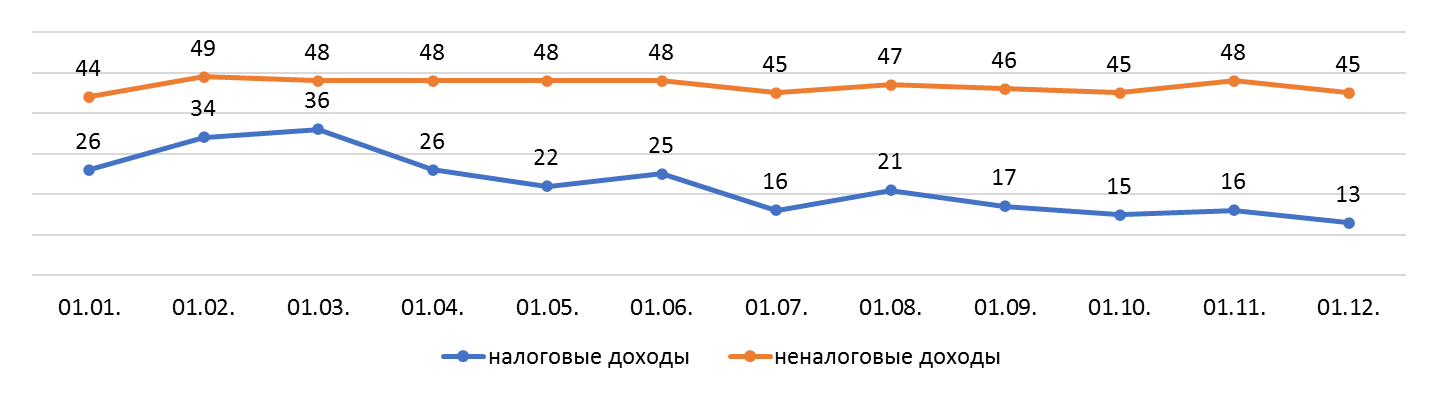 44 49 48 48 48 48 45 47 46 45 48 45
26 34 36 26 22 25 16 21 17 15 16 13
01.01. 01.02. 01.03. 01.04. 01.05. 01.06. 01.07. 01.08. 01.09. 01.10. 01.11. 01.12.
налоговые доходы неналоговые доходы